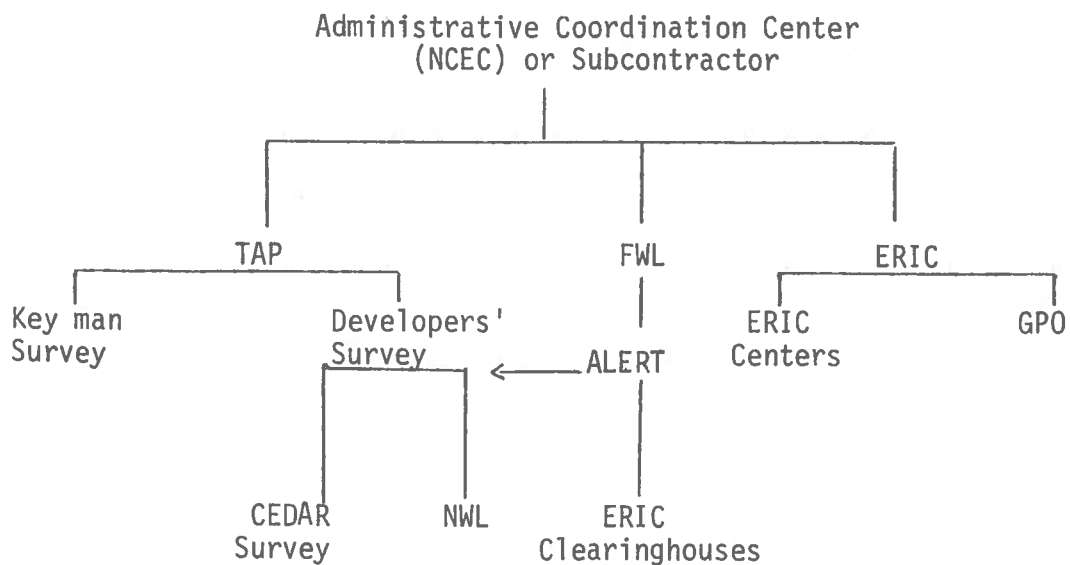 Administrative Coordination Center
(NCEC) or Subcontractor
TAP
FWL
ERIC
Key man
Survey
Developers'
Survey
ALERT
ERIC
Centers
GPO
CEDAR
Survey
NWL
ERIC
Clearinghouses